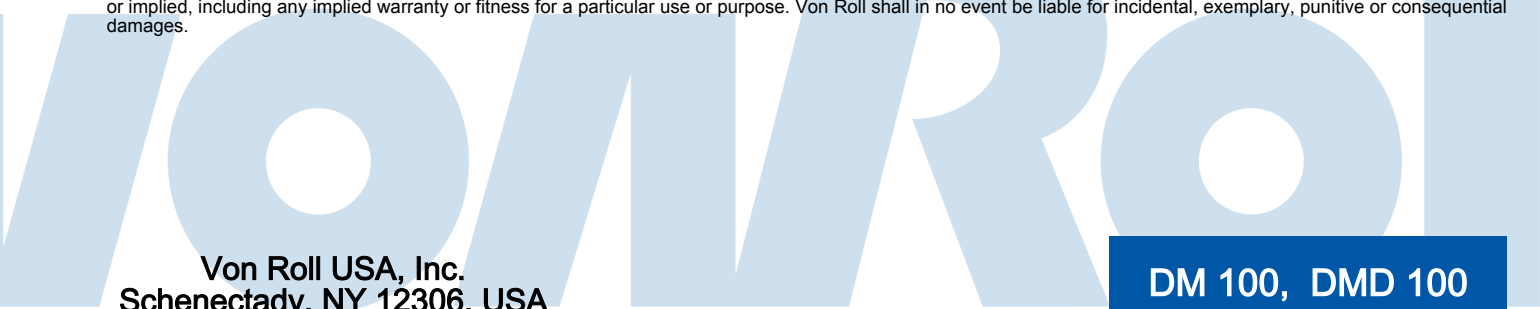 or implied, including any implied warranty or fitness for a particular use or purpose. Von Roll shall in no event be liable for incidental, exemplary, punitive or consequential
damages.
VONROL
Von Roll USA, Inc.
Schenectady, NY 12306, USA
DM 100, DMD 100